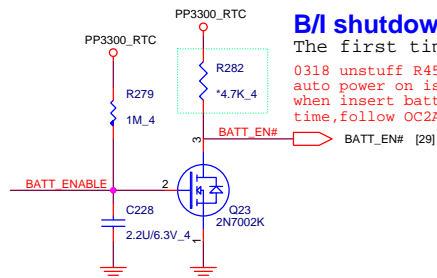 B/I shutdow
The first tim
0318 unstuff R45
auto power on is
when insert batt
time,follow OC2A
PP3300_RTC
PP3300_RTC
R282
*4.7K_4
R279
1M_4
3
BATT_EN#
BATT_EN# [29]
BATT_ENABLE
2
Q23
2N7002K
C228
2.2U/6.3V_4
1